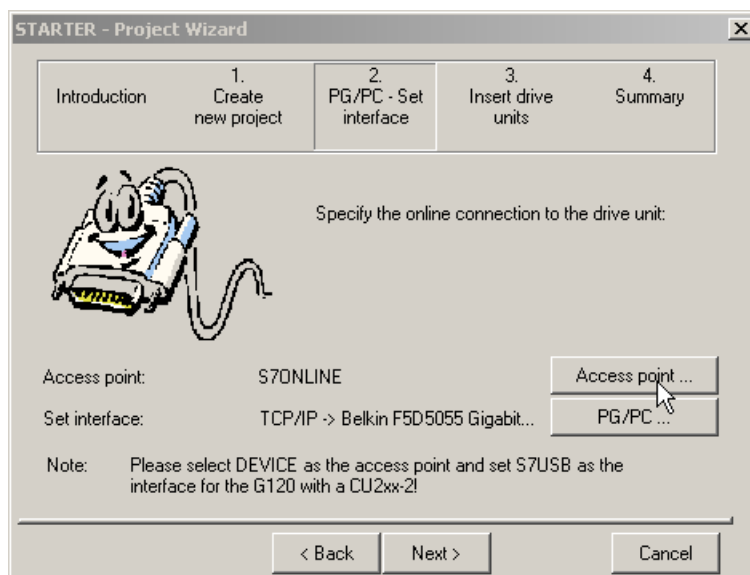 STARTER - Project Wizard
Introduction
1.
Create
new project
2.
PG/PC - Set
interface
3.
Insert drive
units
4.
Summary
Specify the online connection to the drive unit:
Access point: S7ONLINE Access point ...
Set interface: TCP/IP -> Belkin F5D5055 Gigabit... PG/PC ...
Note: Please select DEVICE as the access point and set S7USB as the
interface for the G120 with a CU2xx-2!
< Back Next > Cancel